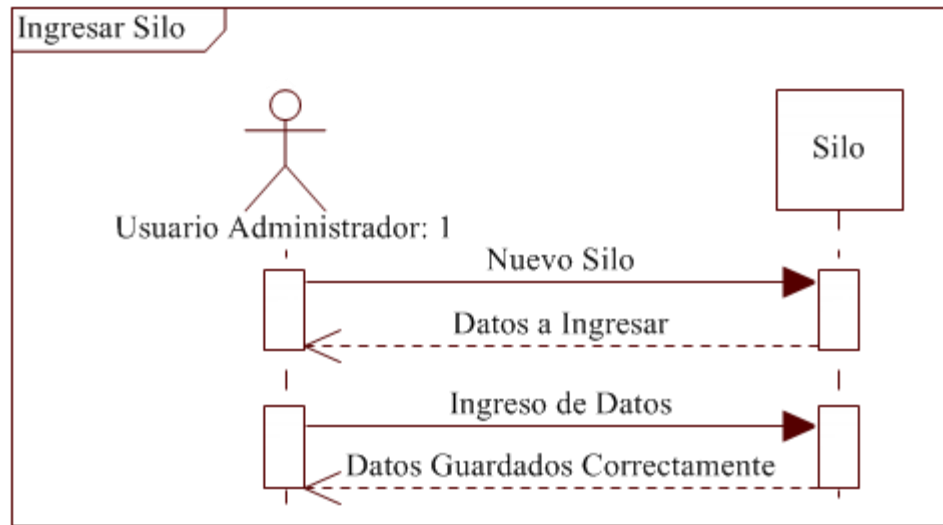 Ingresar Silo
Silo
Usuario Administrador: 1
Nuevo Silo
Datos a Ingresar
Ingreso de Datos
Datos Guardados Correctamente